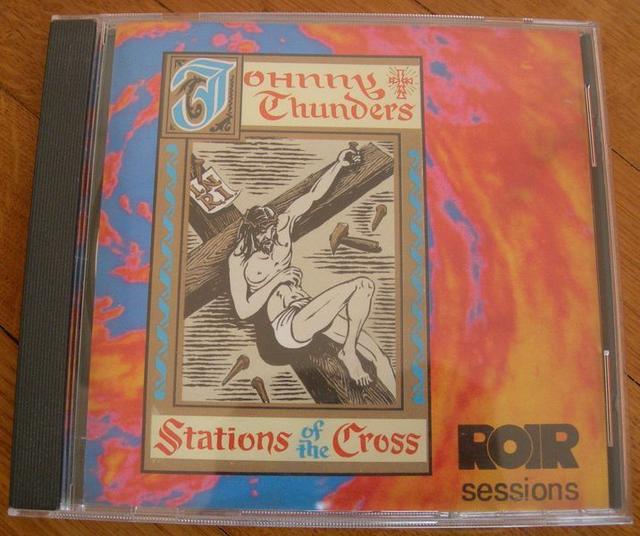 Johnny
Thunders
Stations of the Cross
ROIR
sessions